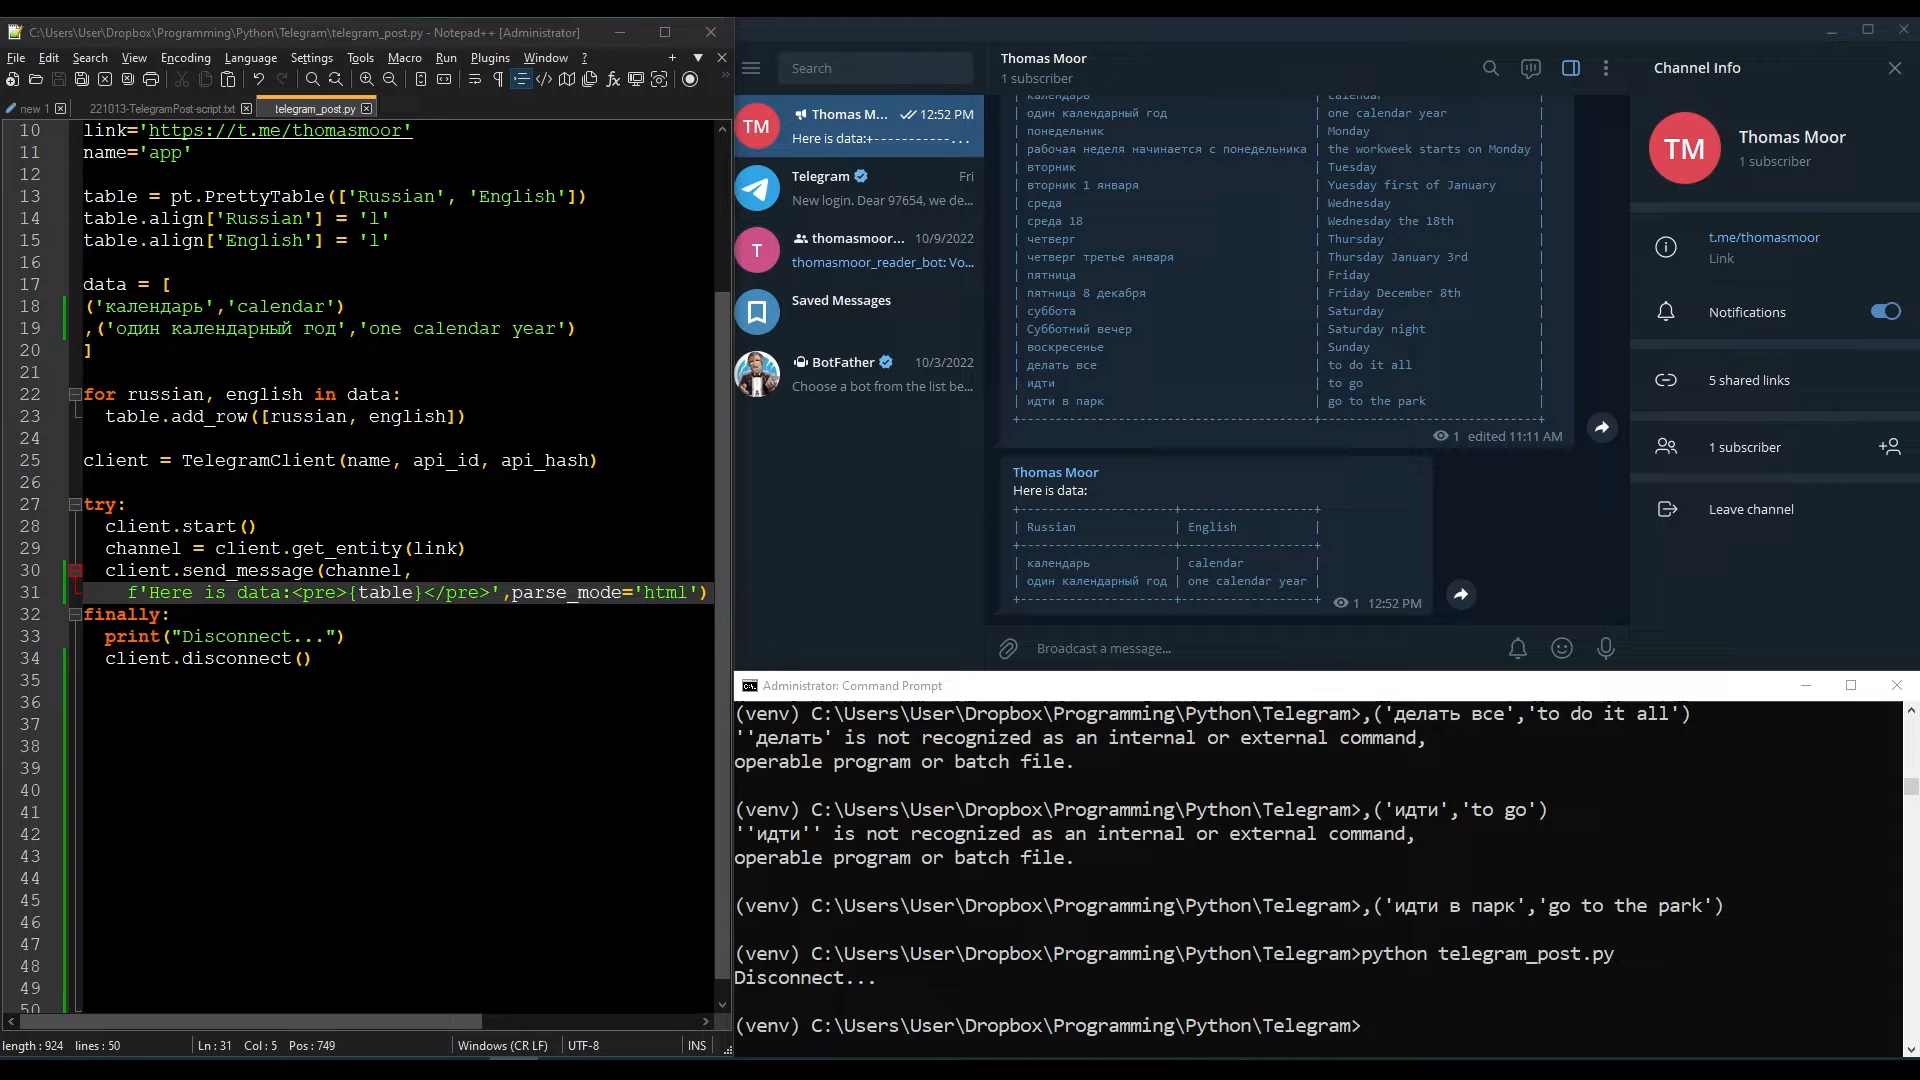 C:\Users\User\Dropbox\Programming\Python\Telegram\telegram_post.py - Notepad++ [Administrator]
File Edit Search View Encoding Language Settings Tools Macro Run Plugins Window ?
new 1 221013-TelegramPost-script.txt telegram_post.py
10 link='https://t.me/thomasmoor'
11 name='app'
12
13 table = pt.PrettyTable(['Russian', 'English'])
14 table.align['Russian'] = 'l'
15 table.align['English'] = 'l'
16
17 data = [
18 ('календарь','calendar')
19 ,('один календарный год','one calendar year')
20 ]
21
22 for russian, english in data:
23 table.add_row([russian, english])
24
25 client = TelegramClient(name, api_id, api_hash)
26
27 try:
28 client.start()
29 channel = client.get_entity(link)
30 client.send_message(channel,
31 f'Here is data:<pre>{table}</pre>',parse_mode='html')
32 finally:
33 print("Disconnect...")
34 client.disconnect()
35
36
37
38
39
40
41
42
43
44
45
46
47
48
49
50
length : 924 lines : 50 Ln : 31 Col : 5 Pos : 749 Windows (CR LF) UTF-8 INS
Search
TM Thomas M... 12:52 PM
Here is data:+-----------...
Telegram Fri
New login. Dear 97654, we de...
T thomasmoor... 10/9/2022
thomasmoor_reader_bot: Vo...
Saved Messages
BotFather 10/3/2022
Choose a bot from the list be...
Thomas Moor
1 subscriber
| календарь | calendar |
| один календарный год | one calendar year |
| понедельник | Monday |
| рабочая неделя начинается с понедельника | the workweek starts on Monday |
| вторник | Tuesday |
| вторник 1 января | Yuesday first of January |
| среда | Wednesday |
| среда 18 | Wednesday the 18th |
| четверг | Thursday |
| четверг третье января | Thursday January 3rd |
| пятница | Friday |
| пятница 8 декабря | Friday December 8th |
| суббота | Saturday |
| Субботний вечер | Saturday night |
| воскресенье | Sunday |
| делать все | to do it all |
| идти | to go |
| идти в парк | go to the park |
+------------------------------------------+-------------------------------+
1 edited 11:11 AM
Thomas Moor
Here is data:
+----------------------+-------------------+
| Russian | English |
+----------------------+-------------------+
| календарь | calendar |
| один календарный год | one calendar year |
+----------------------+-------------------+
1 12:52 PM
Broadcast a message...
Channel Info
TM Thomas Moor
1 subscriber
t.me/thomasmoor
Link
Notifications
5 shared links
1 subscriber
Leave channel
Administrator: Command Prompt
(venv) C:\Users\User\Dropbox\Programming\Python\Telegram>,('делать все','to do it all')
''делать' is not recognized as an internal or external command,
operable program or batch file.
(venv) C:\Users\User\Dropbox\Programming\Python\Telegram>,('идти','to go')
''идти'' is not recognized as an internal or external command,
operable program or batch file.
(venv) C:\Users\User\Dropbox\Programming\Python\Telegram>,('идти в парк','go to the park')
(venv) C:\Users\User\Dropbox\Programming\Python\Telegram>python telegram_post.py
Disconnect...
(venv) C:\Users\User\Dropbox\Programming\Python\Telegram>